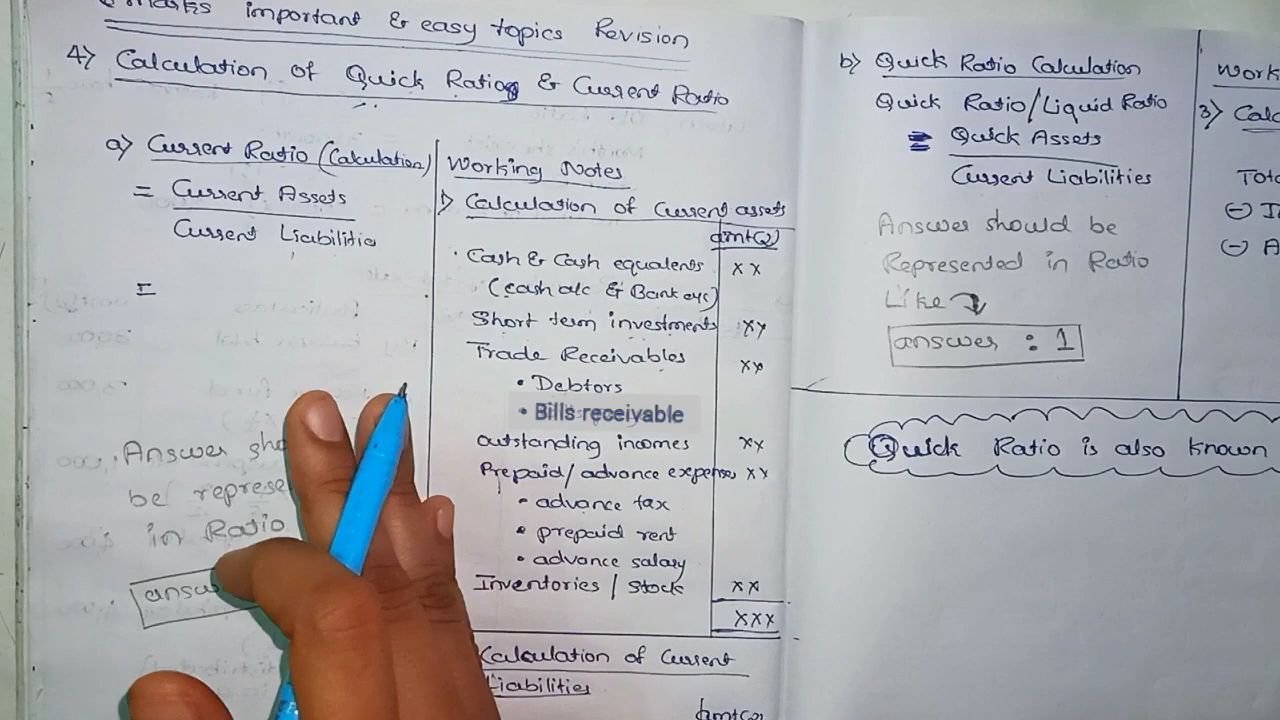 marks important & easy topics Revision
4) Calculation of Quick Ratio & Current Ratio
a) Current Ratio (Calculation)
= Current Assets
Current Liabilitie
=
Answer sho
be represe
in Ratio
answ
Working Notes
1) Calculation of Current assets
amt(₹)
Cash & Cash equalents xx
(cash a/c & Bank a/c)
Short term investments xx
Trade Receivables xx
• Debtors
• Bills receivable
outstanding incomes xx
Prepaid/advance expenses xx
• advance tax
• prepaid rent
• advance salary
Inventories / Stock xx
xxx
Calculation of Current
Liabilities
amt(₹)
b) Quick Ratio Calculation
Quick Ratio/Liquid Ratio
= Quick Assets
Current Liabilities
Answer should be
Represented in Ratio
Like
answer : 1
Quick Ratio is also known
Work
3) Calc
Tota
(-) I
(-) A